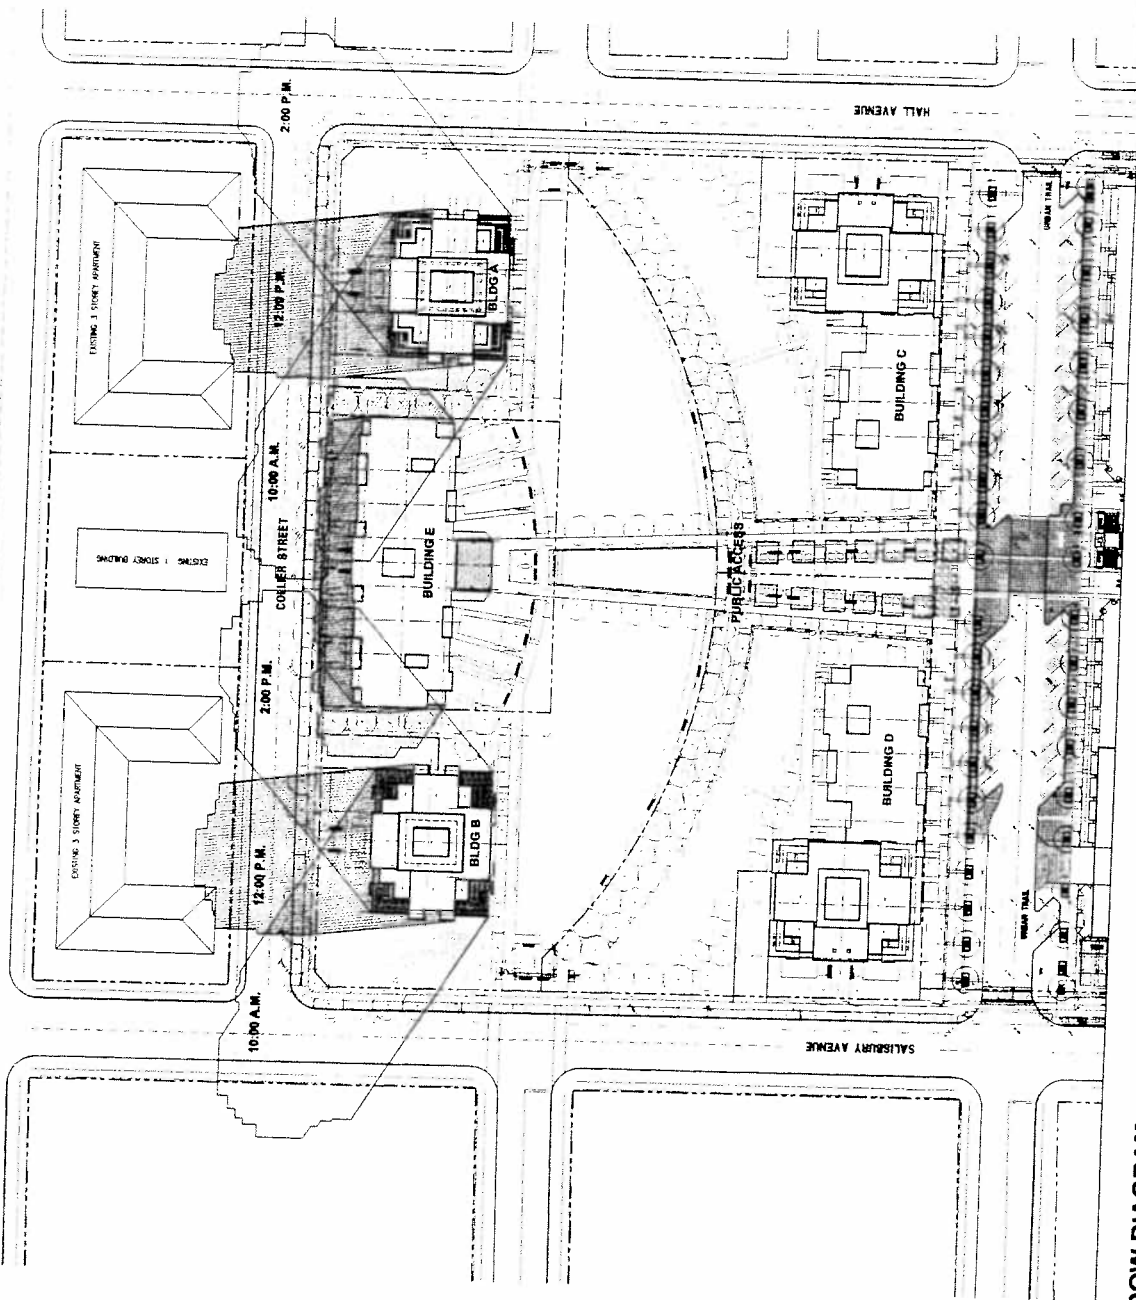 HALL AVENUE
2:00 P.M.
EXISTING 3 STOREY APARTMENT
12:00 P.M.
BLDG A
URBAN TRAIL
BUILDING C
10:00 A.M.
COLLIER STREET
EXISTING 1 STOREY BUILDING
BUILDING E
PUBLIC ACCESS
2:00 P.M.
EXISTING 3 STOREY APARTMENT
BUILDING D
BLDG B
12:00 P.M.
URBAN TRAIL
10:00 A.M.
SALISBURY AVENUE